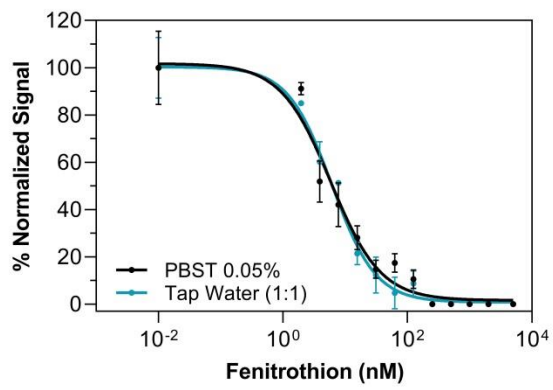 % Normalized Signal
120
100
80
60
40
20
0
PBST 0.05%
Tap Water (1:1)
10-2
100
102
104
Fenitrothion (nM)